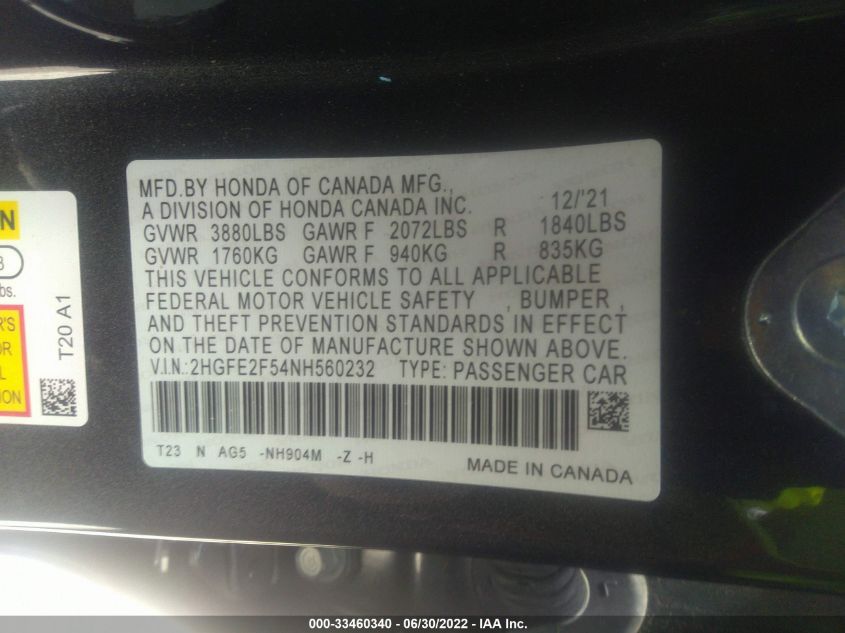 MFD.BY HONDA OF CANADA MFG.,
A DIVISION OF HONDA CANADA INC. 12/'21
GVWR 3880LBS GAWR F 2072LBS R 1840LBS
GVWR 1760KG GAWR F 940KG R 835KG
THIS VEHICLE CONFORMS TO ALL APPLICABLE
FEDERAL MOTOR VEHICLE SAFETY , BUMPER ,
AND THEFT PREVENTION STANDARDS IN EFFECT
ON THE DATE OF MANUFACTURE SHOWN ABOVE.
V.I.N.:2HGFE2F54NH560232 TYPE: PASSENGER CAR
T23 N AG5 -NH904M -Z -H
MADE IN CANADA
T20 A1
000-33460340 - 06/30/2022 - IAA Inc.